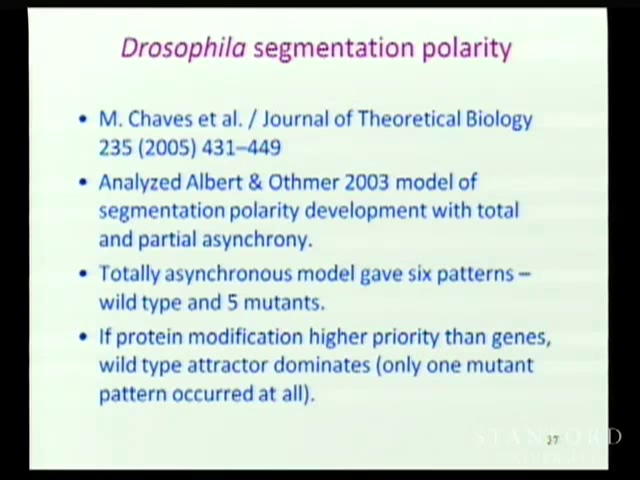 Drosophila segmentation polarity
• M. Chaves et al. / Journal of Theoretical Biology
235 (2005) 431–449
• Analyzed Albert & Othmer 2003 model of
segmentation polarity development with total
and partial asynchrony.
• Totally asynchronous model gave six patterns –
wild type and 5 mutants.
• If protein modification higher priority than genes,
wild type attractor dominates (only one mutant
pattern occurred at all).
STANFORD
37
UNIVERSITY